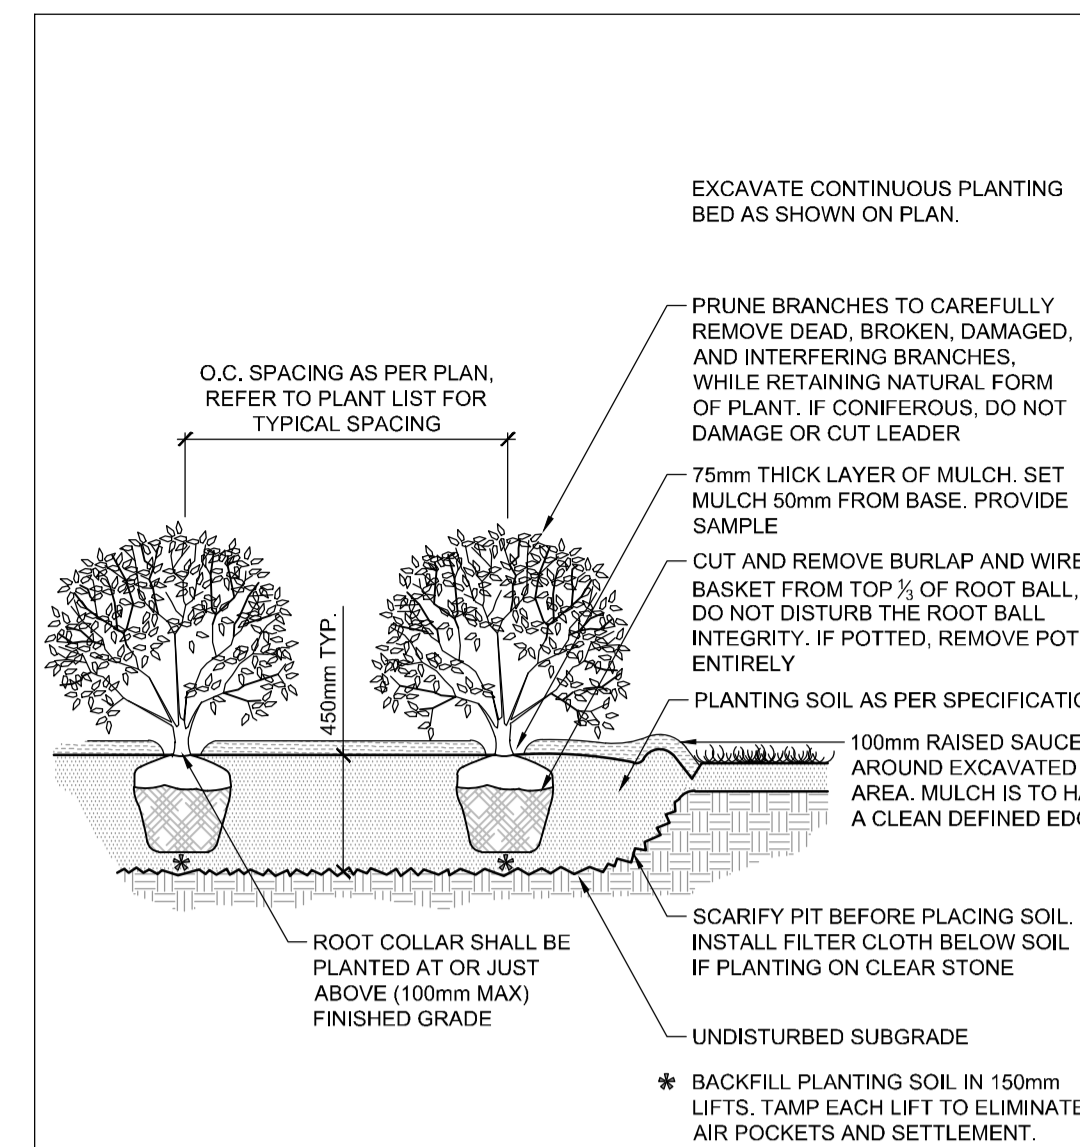 EXCAVATE CONTINUOUS PLANTING
BED AS SHOWN ON PLAN.
PRUNE BRANCHES TO CAREFULLY
REMOVE DEAD, BROKEN, DAMAGED,
AND INTERFERING BRANCHES,
WHILE RETAINING NATURAL FORM
OF PLANT. IF CONIFEROUS, DO NOT
DAMAGE OR CUT LEADER
O.C. SPACING AS PER PLAN,
REFER TO PLANT LIST FOR
TYPICAL SPACING
75mm THICK LAYER OF MULCH. SET
MULCH 50mm FROM BASE. PROVIDE
SAMPLE
CUT AND REMOVE BURLAP AND WIRE
BASKET FROM TOP ⅓ OF ROOT BALL,
DO NOT DISTURB THE ROOT BALL
INTEGRITY. IF POTTED, REMOVE POT
ENTIRELY
450mm TYP.
PLANTING SOIL AS PER
100mm RAISED
AROUND EXCAVATED
AREA. MULCH IS TO
A CLEAN DEFINED
SCARIFY PIT BEFORE PLACING SOIL.
INSTALL FILTER CLOTH BELOW SOIL
IF PLANTING ON CLEAR STONE
ROOT COLLAR SHALL BE
PLANTED AT OR JUST
ABOVE (100mm MAX)
FINISHED GRADE
UNDISTURBED SUBGRADE
* BACKFILL PLANTING SOIL IN 150mm
LIFTS. TAMP EACH LIFT TO ELIMINATE
AIR POCKETS AND SETTLEMENT.